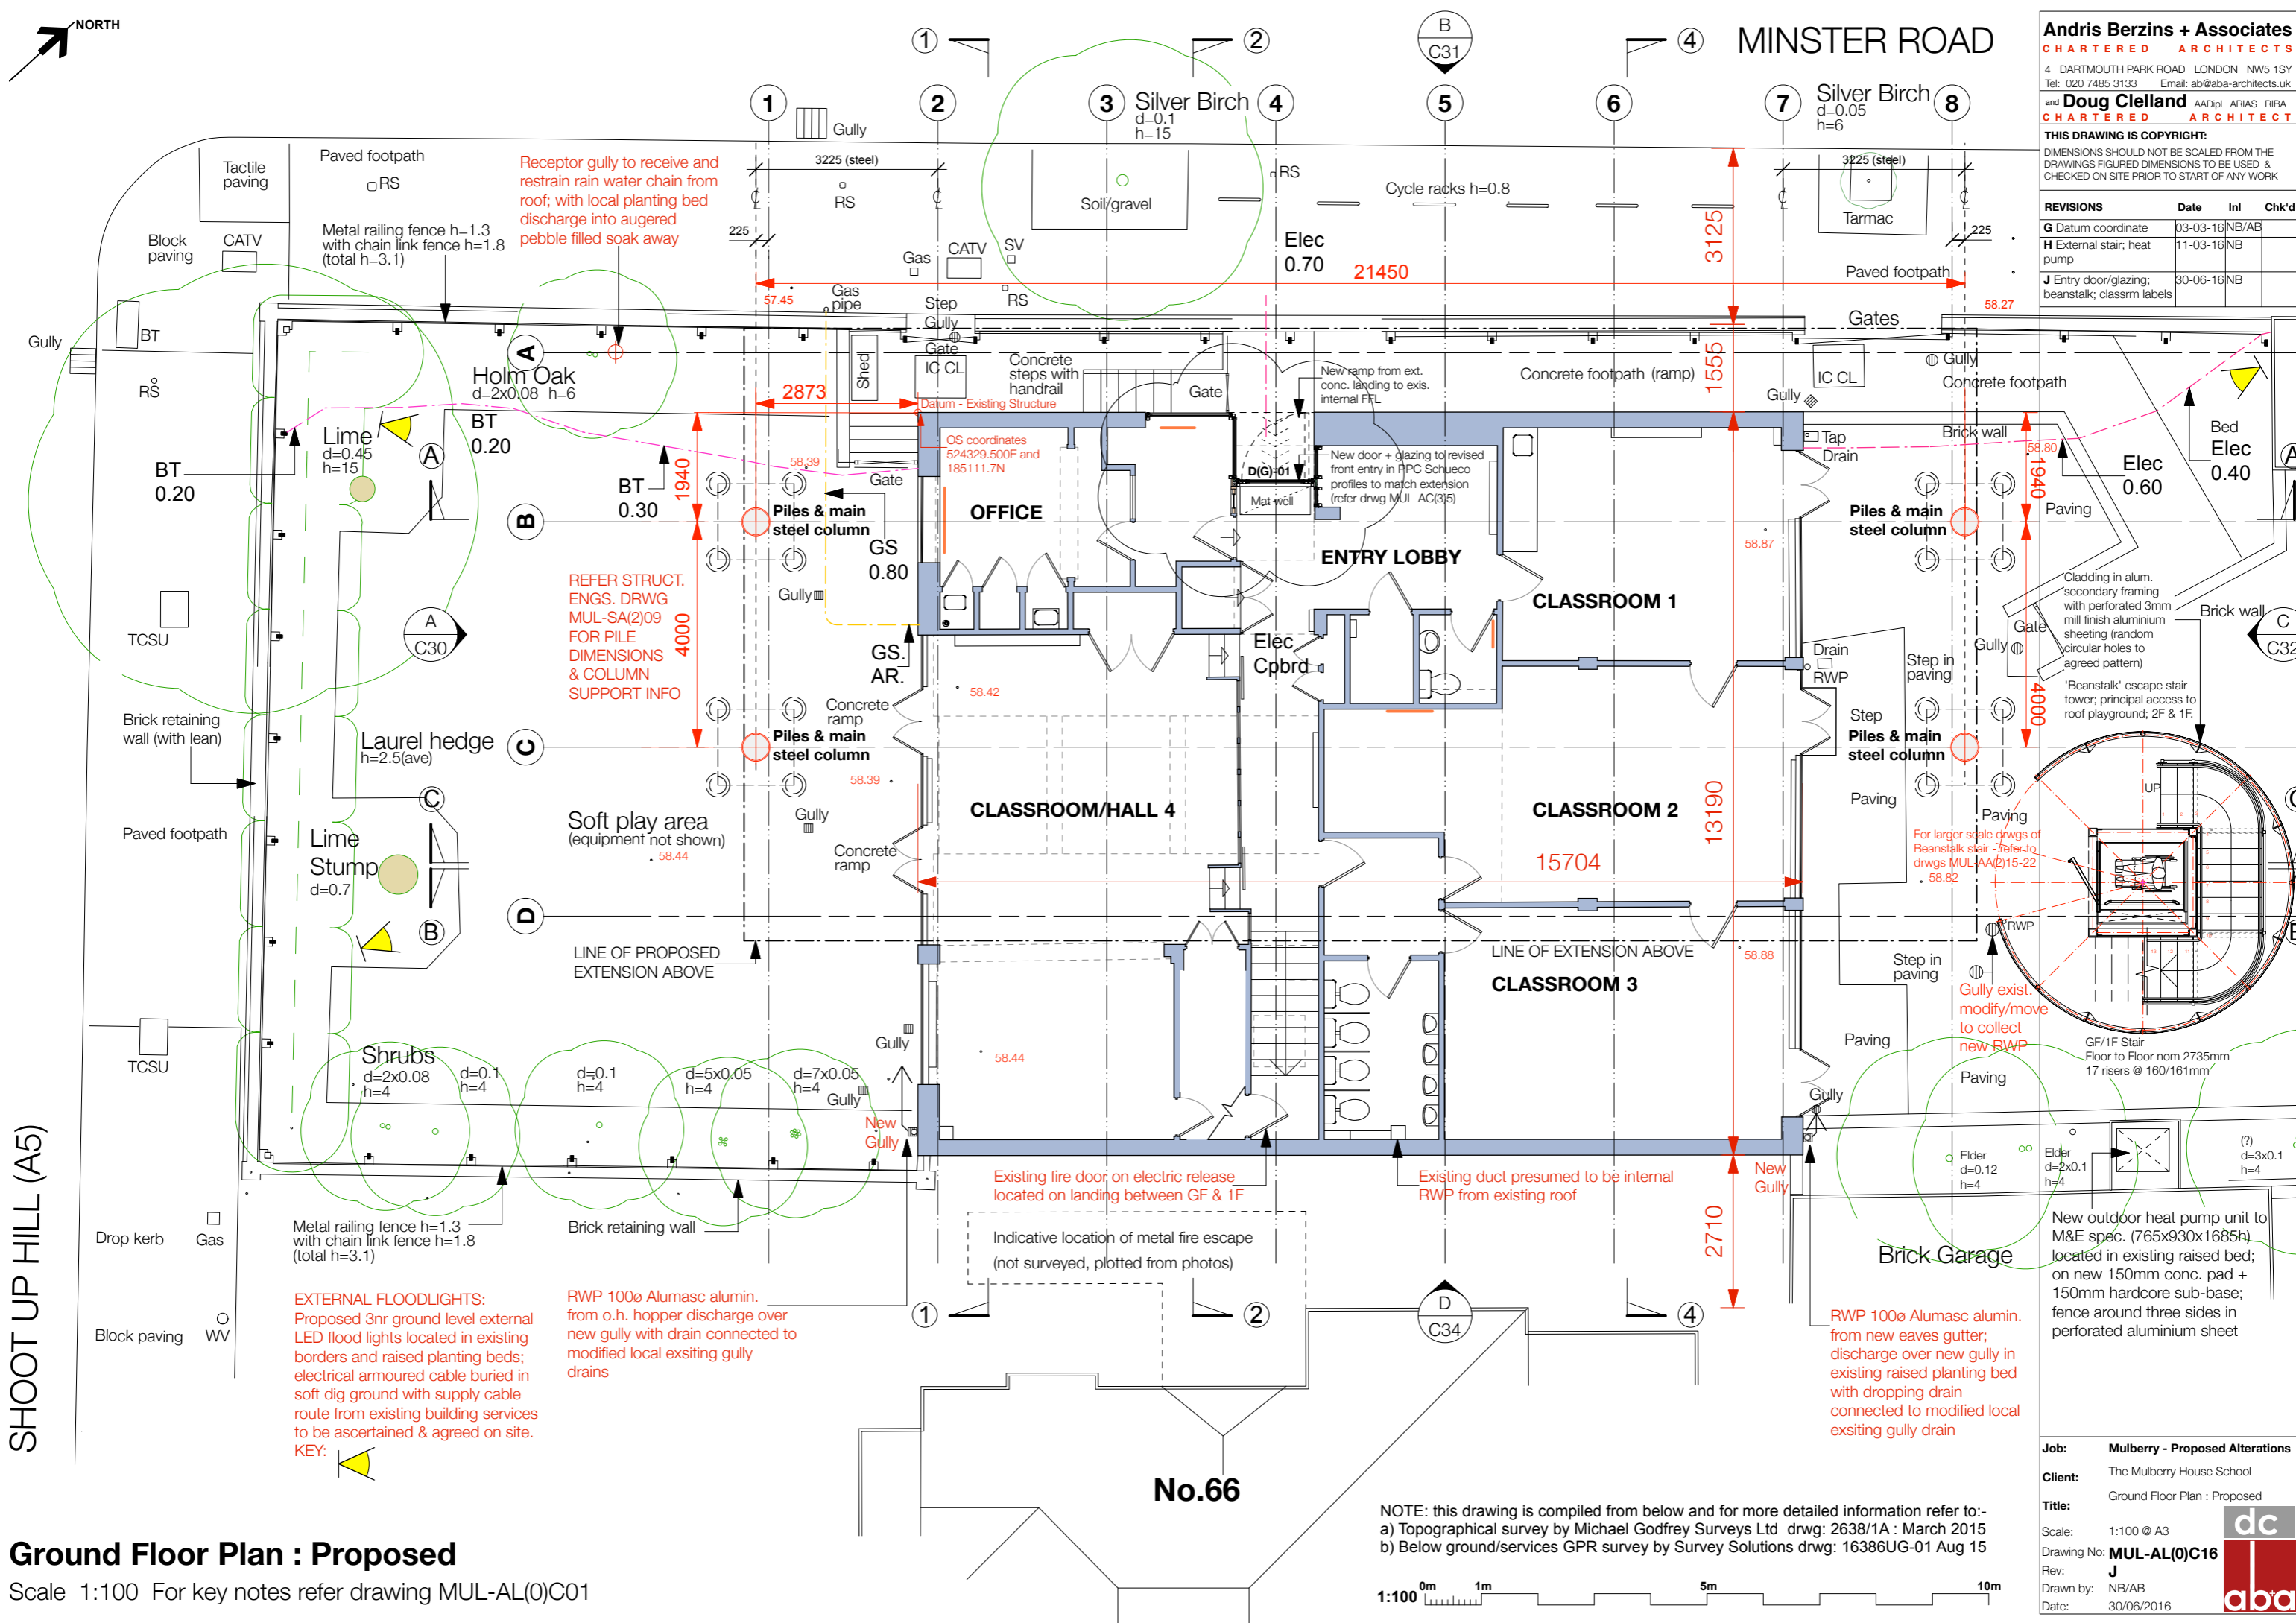 NORTH
1
2
B
C31
4
MINSTER ROAD
1
2
3
4
5
6
7
8
Silver Birch
d=0.1
h=15
Silver Birch
d=0.05
h=6
Gully
Tactile
paving
Paved footpath
RS
Receptor gully to receive and
restrain rain water chain from
roof; with local planting bed
discharge into augered
pebble filled soak away
3225 (steel)
RS
225
Soil/gravel
RS
Cycle racks h=0.8
3225 (steel)
Tarmac
225
Block
paving
CATV
Metal railing fence h=1.3
with chain link fence h=1.8
(total h=3.1)
Gas
CATV
SV
RS
Elec
0.70
21450
3125
Paved footpath
57.45
Gas
pipe
Step
Gully
58.27
Gates
Gully
BT
RS
A
Holm Oak
d=2x0.08 h=6
2873
Shed
Gate
IC CL
Concrete
steps with
handrail
Gate
Datum - Existing Structure
New ramp from ext.
conc. landing to exis.
internal FFL
Concrete footpath (ramp)
1555
IC CL
Gully
Gully
Concrete footpath
Lime
d=0.45
h=15
BT
0.20
BT
0.20
BT
0.30
A
1940
58.39
Gate
OS coordinates
524329.500E and
185111.7N
D(G)-01
Mat well
New door + glazing to revised
front entry in PPC Schueco
profiles to match extension
(refer drwg MUL-AC(3)5)
Tap
Drain
Brick wall
58.80
1940
Bed
Elec
0.40
Elec
0.60
A
B
Piles & main
steel column
GS
0.80
OFFICE
ENTRY LOBBY
58.87
Piles & main
steel column
Paving
REFER STRUCT.
ENGS. DRWG
MUL-SA(2)09
FOR PILE
DIMENSIONS
& COLUMN
SUPPORT INFO
4000
Gully
GS.
AR.
CLASSROOM 1
Elec
Cpbrd
Cladding in alum.
secondary framing
with perforated 3mm
mill finish aluminium
sheeting (random
circular holes to
agreed pattern)
Brick wall
Gate
Gully
C
C32
TCSU
A
C30
58.42
Drain
RWP
Step in
paving
'Beanstalk' escape stair
tower; principal access to
roof playground; 2F & 1F.
4000
Brick retaining
wall (with lean)
Laurel hedge
h=2.5(ave)
C
Concrete
ramp
Piles & main
steel column
58.39
Step
Piles & main
steel column
UP
C
Paved footpath
Lime
Stump
d=0.7
B
Soft play area
(equipment not shown)
58.44
Gully
Concrete
ramp
CLASSROOM/HALL 4
CLASSROOM 2
13190
15704
Paving
Paving
For larger scale drwgs of
Beanstalk stair - refer to
drwgs MUL-AA(2)15-22
58.82
RWP
D
LINE OF PROPOSED
EXTENSION ABOVE
LINE OF EXTENSION ABOVE
CLASSROOM 3
58.88
Step in
paving
Gully exist.
modify/move
to collect
new RWP
TCSU
Shrubs
d=2x0.08
h=4
d=0.1
h=4
d=0.1
h=4
d=5x0.05
h=4
d=7x0.05
h=4
Gully
Gully
58.44
New
Gully
Paving
Paving
Gully
GF/1F Stair
Floor to Floor nom 2735mm
17 risers @ 160/161mm
Elder
d=0.12
h=4
Elder
d=2x0.1
h=4
(?)
d=3x0.1
h=4
SHOOT UP HILL (A5)
Existing fire door on electric release
located on landing between GF & 1F
Existing duct presumed to be internal
RWP from existing roof
New
Gully
Metal railing fence h=1.3
with chain link fence h=1.8
(total h=3.1)
Brick retaining wall
Drop kerb
Gas
Indicative location of metal fire escape
(not surveyed, plotted from photos)
2710
Brick Garage
New outdoor heat pump unit to
M&E spec. (765x930x1685h)
located in existing raised bed;
on new 150mm conc. pad +
150mm hardcore sub-base;
fence around three sides in
perforated aluminium sheet
Block paving
WV
EXTERNAL FLOODLIGHTS:
Proposed 3nr ground level external
LED flood lights located in existing
borders and raised planting beds;
electrical armoured cable buried in
soft dig ground with supply cable
route from existing building services
to be ascertained & agreed on site.
KEY:
RWP 100ø Alumasc alumin.
from o.h. hopper discharge over
new gully with drain connected to
modified local exsiting gully
drains
1
2
D
C34
4
RWP 100ø Alumasc alumin.
from new eaves gutter;
discharge over new gully in
existing raised planting bed
with dropping drain
connected to modified local
exsiting gully drain
No.66
NOTE: this drawing is compiled from below and for more detailed information refer to:-
a) Topographical survey by Michael Godfrey Surveys Ltd drwg: 2638/1A : March 2015
b) Below ground/services GPR survey by Survey Solutions drwg: 16386UG-01 Aug 15
1:100
0m 1m 5m 10m
Ground Floor Plan : Proposed
Scale 1:100 For key notes refer drawing MUL-AL(0)C01
Andris Berzins + Associates
CHARTERED ARCHITECTS
4 DARTMOUTH PARK ROAD LONDON NW5 1SY
Tel: 020 7485 3133 Email: ab@aba-architects.uk
and Doug Clelland AADipl ARIAS RIBA
CHARTERED ARCHITECT
THIS DRAWING IS COPYRIGHT:
DIMENSIONS SHOULD NOT BE SCALED FROM THE
DRAWINGS FIGURED DIMENSIONS TO BE USED &
CHECKED ON SITE PRIOR TO START OF ANY WORK
REVISIONS Date Inl Chk'd
G Datum coordinate 03-03-16 NB/AB
H External stair; heat 11-03-16 NB
pump
J Entry door/glazing; 30-06-16 NB
beanstalk; classrm labels
Job: Mulberry - Proposed Alterations
Client: The Mulberry House School
Title: Ground Floor Plan : Proposed
Scale: 1:100 @ A3
Drawing No: MUL-AL(0)C16
Rev: J
Drawn by: NB/AB
Date: 30/06/2016
dc
aba